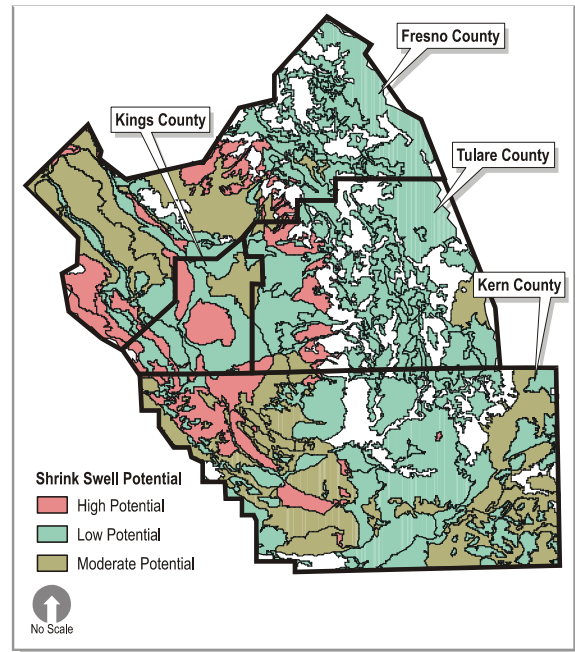 Fresno County
Kings County
Tulare County
Kern County
Shrink Swell Potential
High Potential
Low Potential
Moderate Potential
No Scale